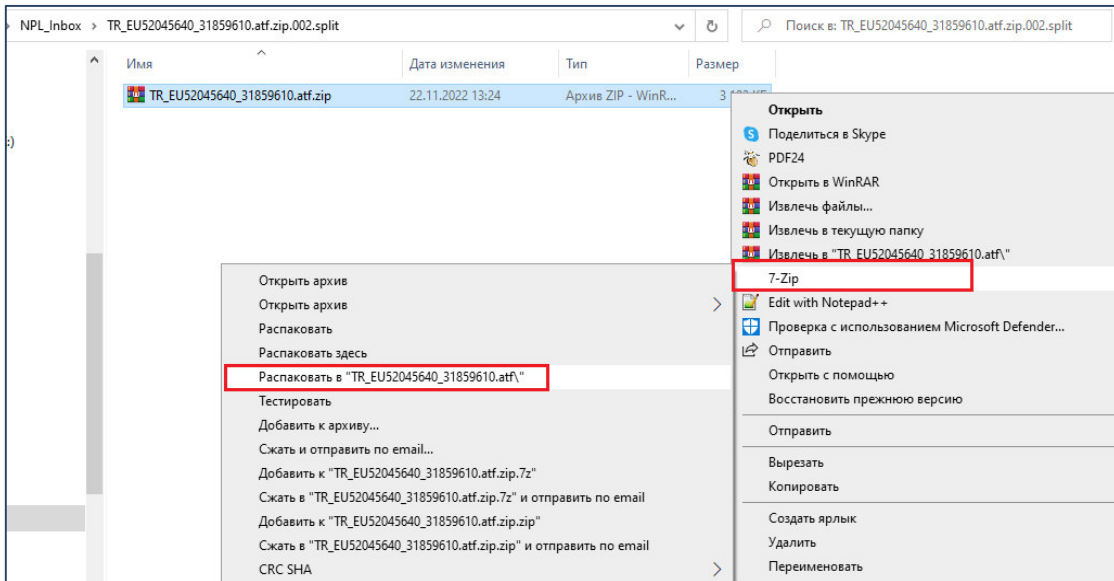 NPL_Inbox > TR_EU52045640_31859610.atf.zip.002.split
Поиск в: TR_EU52045640_31859610.atf.zip.002.split
Имя Дата изменения Тип Размер
TR_EU52045640_31859610.atf.zip 22.11.2022 13:24 Архив ZIP - WinR... 3
:)
Открыть
Поделиться в Skype
PDF24
Открыть в WinRAR
Извлечь файлы...
Извлечь в текущую папку
Извлечь в "TR_EU52045640_31859610.atf\"
7-Zip
Edit with Notepad++
Проверка с использованием Microsoft Defender...
Отправить
Открыть с помощью
Восстановить прежнюю версию
Отправить
Вырезать
Копировать
Создать ярлык
Удалить
Переименовать
Открыть архив
Открыть архив >
Распаковать
Распаковать здесь
Распаковать в "TR_EU52045640_31859610.atf\"
Тестировать
Добавить к архиву...
Сжать и отправить по email...
Добавить к "TR_EU52045640_31859610.atf.zip.7z"
Сжать в "TR_EU52045640_31859610.atf.zip.7z" и отправить по email
Добавить к "TR_EU52045640_31859610.atf.zip.zip"
Сжать в "TR_EU52045640_31859610.atf.zip.zip" и отправить по email
CRC SHA >